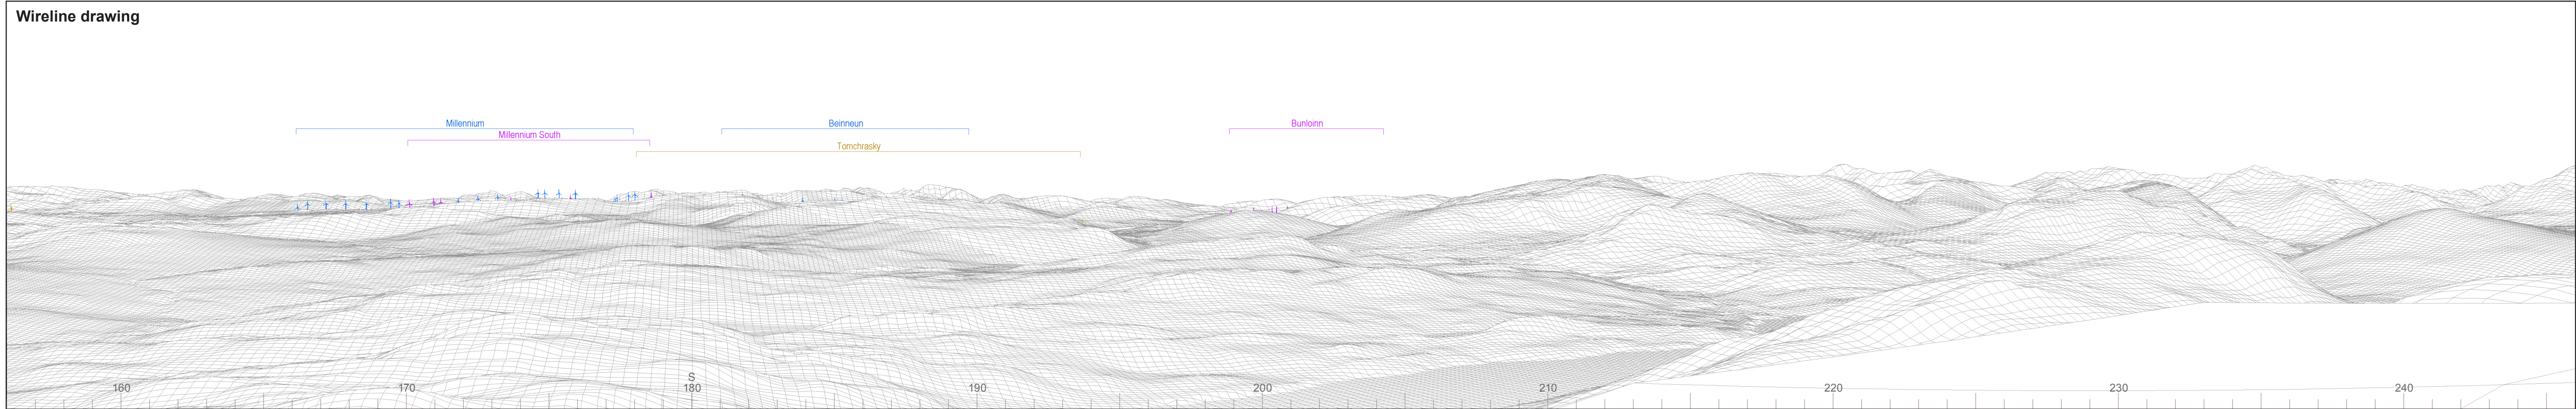 Wireline drawing
Millennium
Beinneun
Bunloinn
Millennium South
Tomchrasky
S
160 170 180 190 200 210 220 230 240